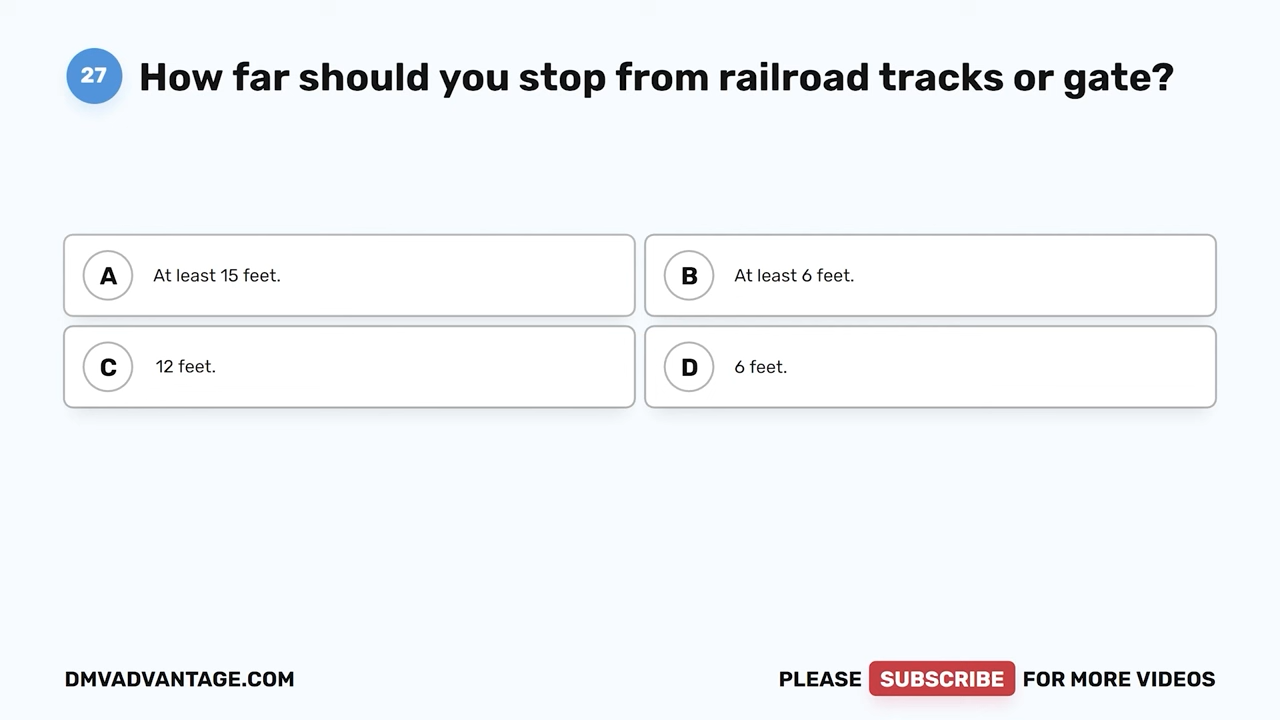 27 How far should you stop from railroad tracks or gate?
A At least 15 feet.
B At least 6 feet.
C 12 feet.
D 6 feet.
DMVADVANTAGE.COM
PLEASE SUBSCRIBE FOR MORE VIDEOS